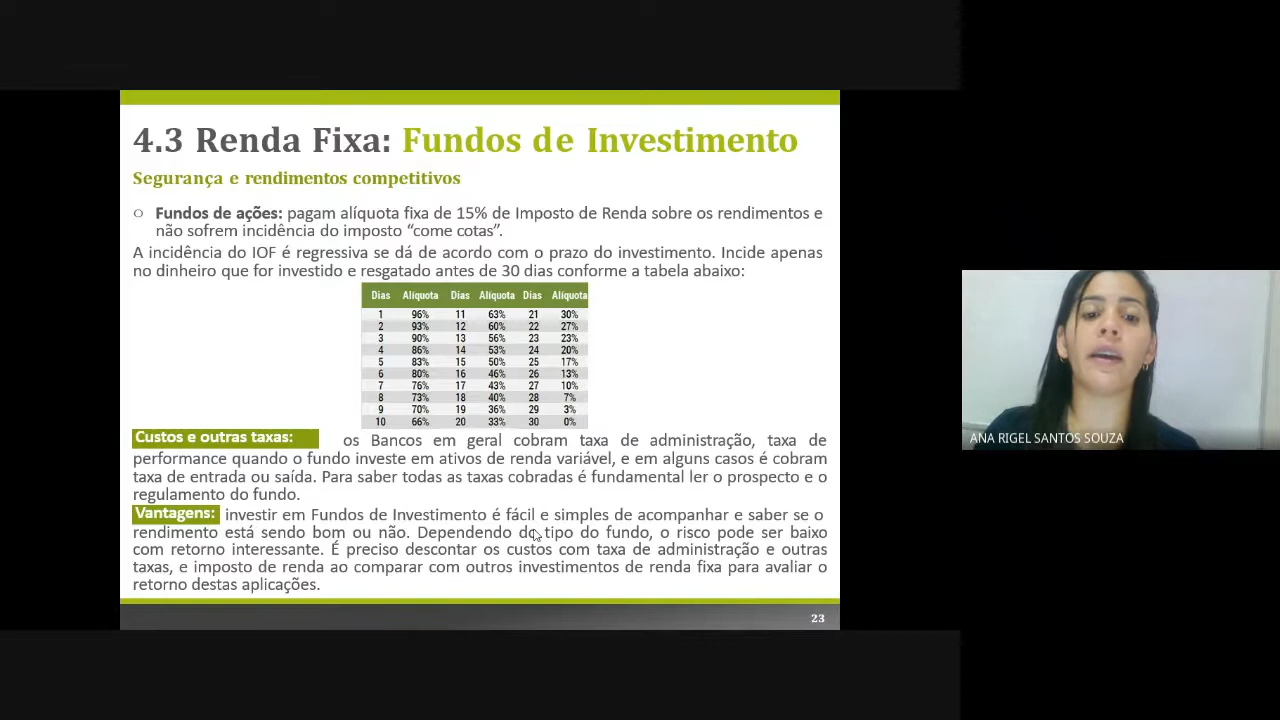 4.3 Renda Fixa: Fundos de Investimento
Segurança e rendimentos competitivos
Fundos de ações: pagam alíquota fixa de 15% de Imposto de Renda sobre os rendimentos e
não sofrem incidência do imposto “come cotas”.
A incidência do IOF é regressiva se dá de acordo com o prazo do investimento. Incide apenas
no dinheiro que for investido e resgatado antes de 30 dias conforme a tabela abaixo:
Dias Alíquota Dias Alíquota Dias Alíquota
1 96% 11 63% 21 30%
2 93% 12 60% 22 27%
3 90% 13 56% 23 23%
4 86% 14 53% 24 20%
5 83% 15 50% 25 17%
6 80% 16 46% 26 13%
7 76% 17 43% 27 10%
8 73% 18 40% 28 7%
9 70% 19 36% 29 3%
10 66% 20 33% 30 0%
Custos e outras taxas: os Bancos em geral cobram taxa de administração, taxa de
performance quando o fundo investe em ativos de renda variável, e em alguns casos é cobram
taxa de entrada ou saída. Para saber todas as taxas cobradas é fundamental ler o prospecto e o
regulamento do fundo.
Vantagens: investir em Fundos de Investimento é fácil e simples de acompanhar e saber se o
rendimento está sendo bom ou não. Dependendo do tipo do fundo, o risco pode ser baixo
com retorno interessante. É preciso descontar os custos com taxa de administração e outras
taxas, e imposto de renda ao comparar com outros investimentos de renda fixa para avaliar o
retorno destas aplicações.
23
ANA RIGEL SANTOS SOUZA